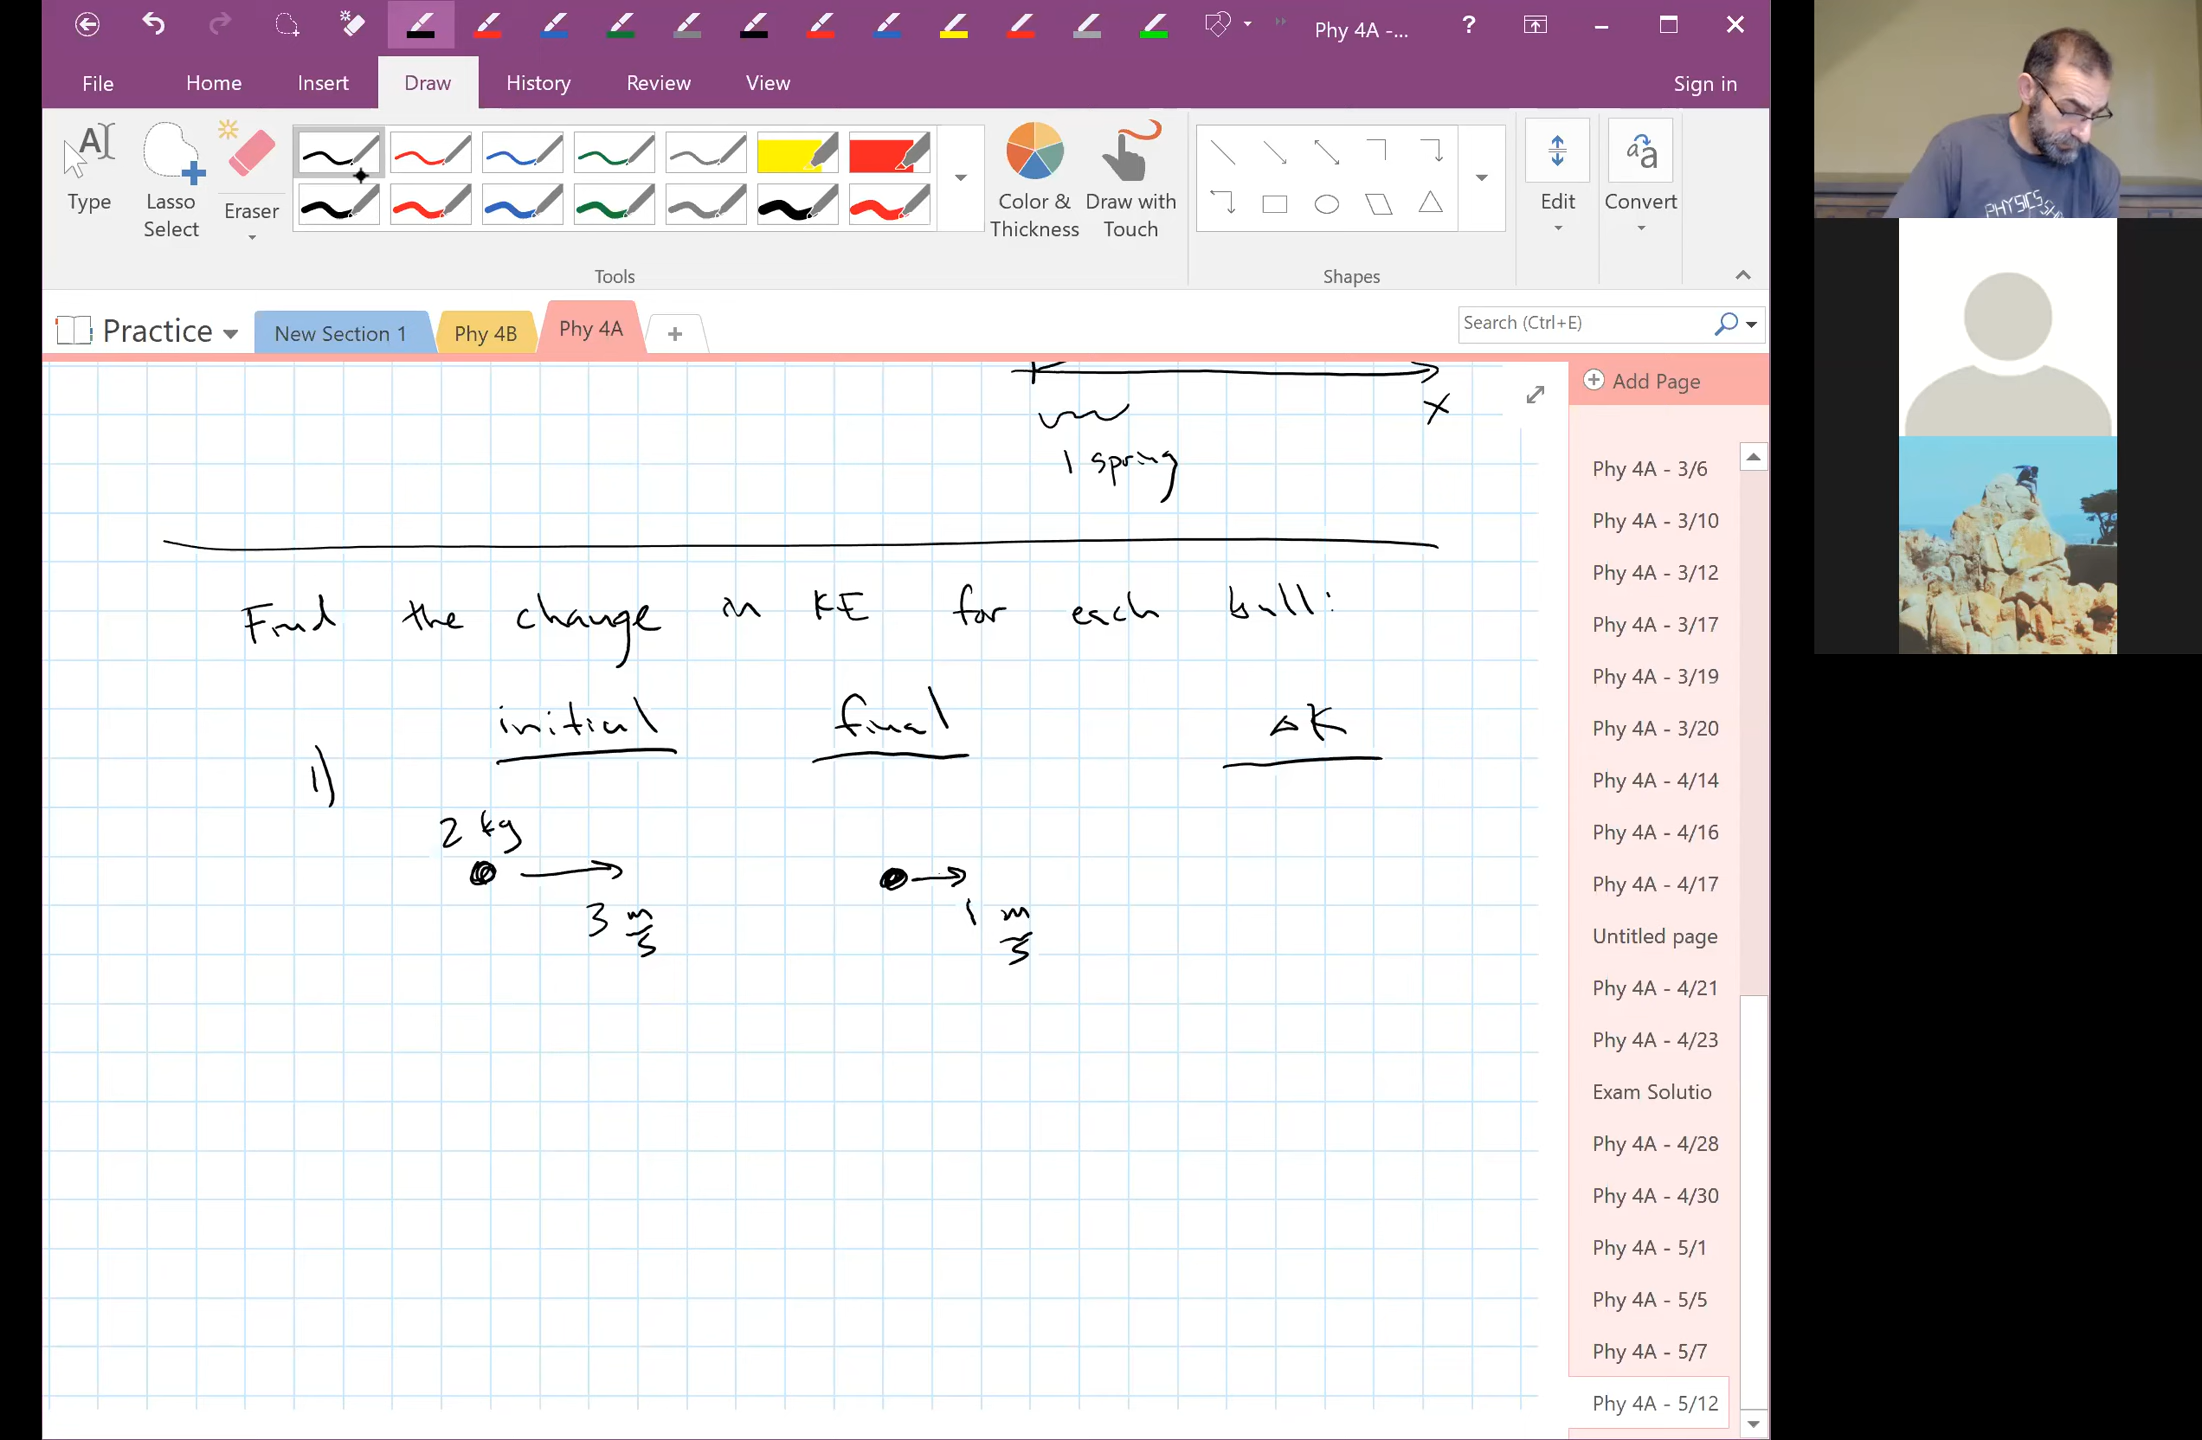 Phy 4A -...
?
File
Home
Insert
Draw
History
Review
View
Sign in
Type
Lasso Select
Eraser
Color & Thickness
Draw with Touch
Edit
Convert
Tools
Shapes
Practice
New Section 1
Phy 4B
Phy 4A
Search (Ctrl+E)
Add Page
Phy 4A - 3/6
Phy 4A - 3/10
Phy 4A - 3/12
Phy 4A - 3/17
Phy 4A - 3/19
Phy 4A - 3/20
Phy 4A - 4/14
Phy 4A - 4/16
Phy 4A - 4/17
Untitled page
Phy 4A - 4/21
Phy 4A - 4/23
Exam Solutio
Phy 4A - 4/28
Phy 4A - 4/30
Phy 4A - 5/1
Phy 4A - 5/5
Phy 4A - 5/7
Phy 4A - 5/12
x
1 spring
Find the change in KE for each ball:
initial final ΔK
1)
2 kg
3 m/s 1 m/s
PHYSICS